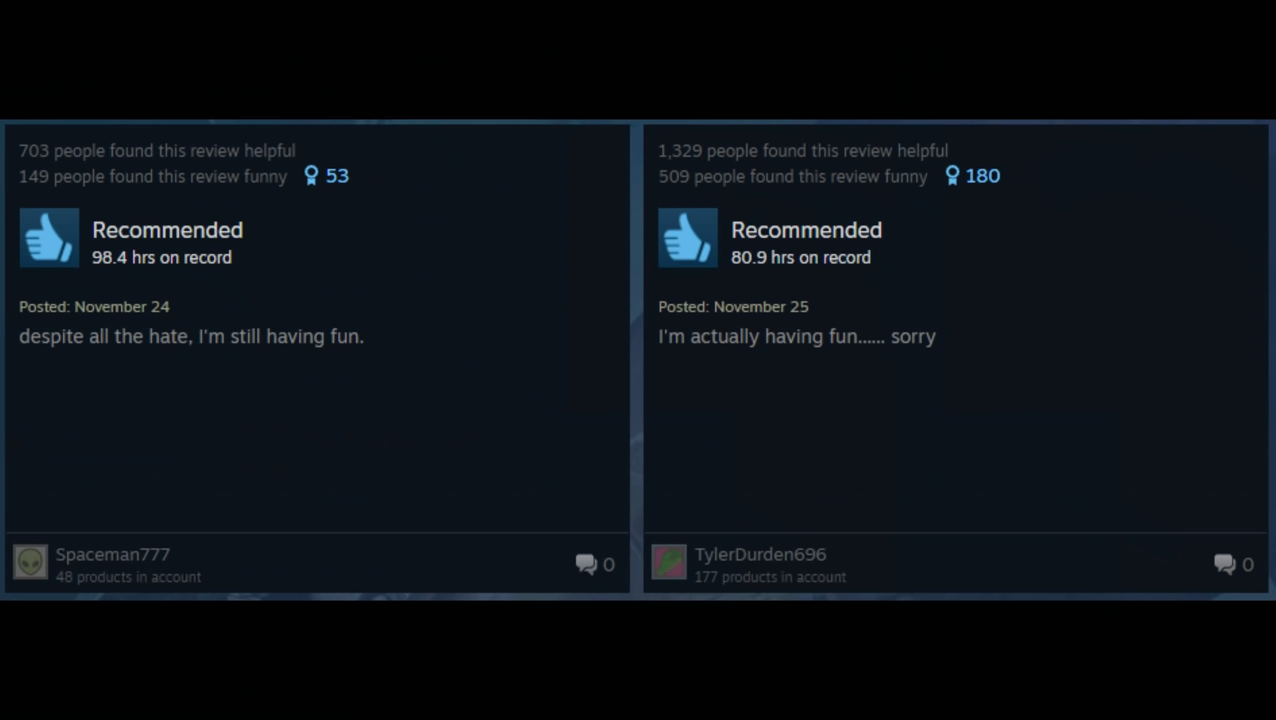 703 people found this review helpful
149 people found this review funny 53
Recommended
98.4 hrs on record
Posted: November 24
despite all the hate, I'm still having fun.
Spaceman777
48 products in account
0
1,329 people found this review helpful
509 people found this review funny 180
Recommended
80.9 hrs on record
Posted: November 25
I'm actually having fun...... sorry
TylerDurden696
177 products in account
0